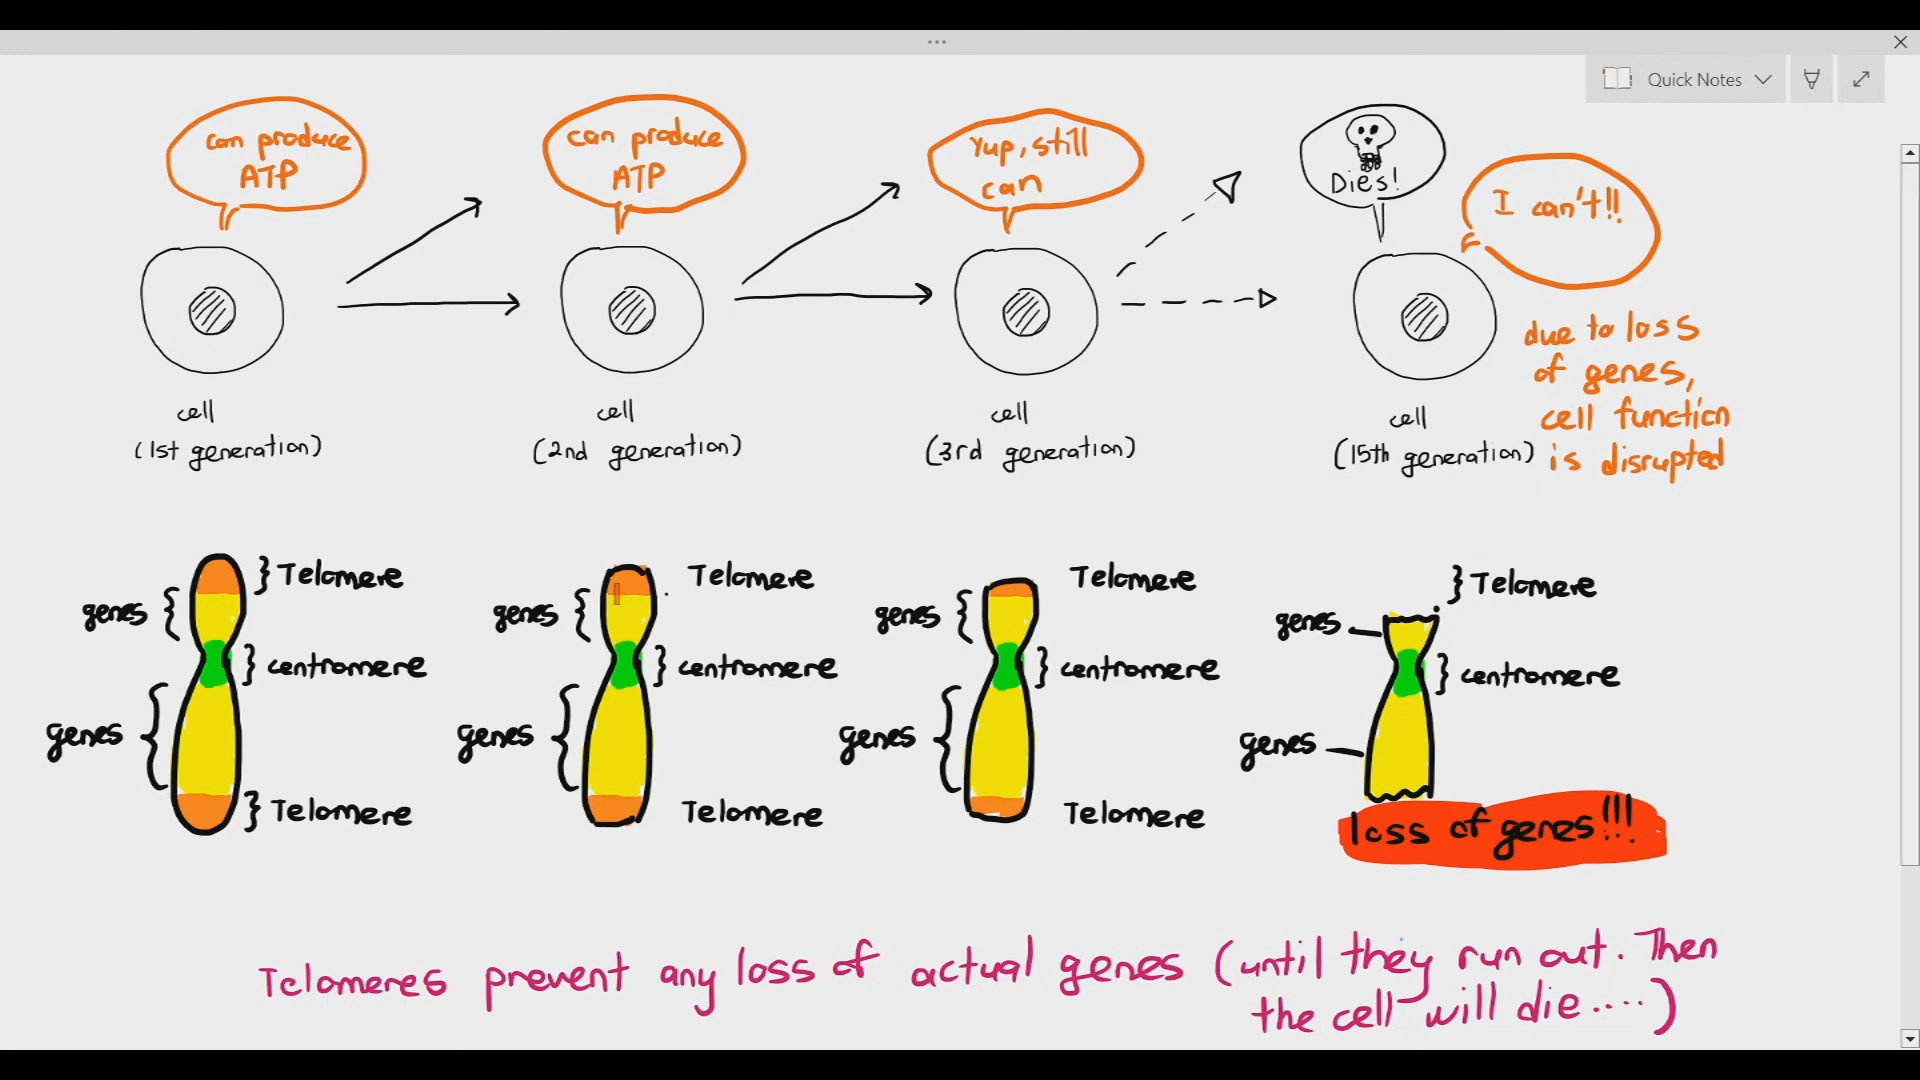 Quick Notes
can produce
ATP
can produce
ATP
Yup, still
can
Dies!
I can't!!
due to loss
of genes,
cell function
is disrupted
cell
(1st generation)
cell
(2nd generation)
cell
(3rd generation)
cell
(15th generation)
Telomere
genes
centromere
genes
Telomere
Telomere
genes
centromere
genes
Telomere
Telomere
genes
centromere
genes
Telomere
Telomere
genes
centromere
genes
loss of genes!!!
Telomeres prevent any loss of actual genes (until they run out. Then
the cell will die....)